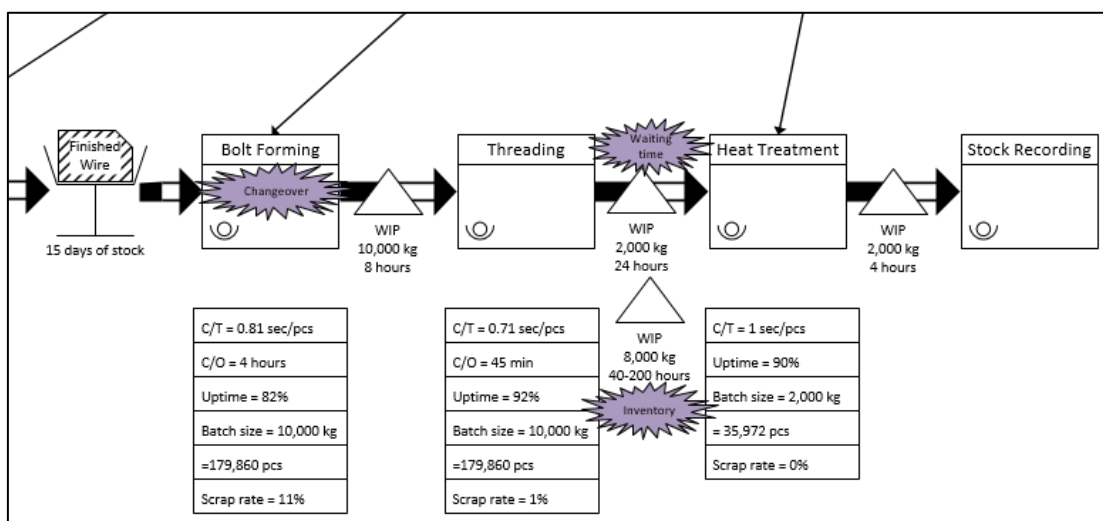 Finished
Wire
15 days of stock
Bolt Forming
Changeover
WIP
10,000 kg
8 hours
Threading
Waiting
time
WIP
2,000 kg
24 hours
WIP
8,000 kg
40-200 hours
Inventory
Heat Treatment
WIP
2,000 kg
4 hours
Stock Recording
C/T = 0.81 sec/pcs
C/O = 4 hours
Uptime = 82%
Batch size = 10,000 kg
=179,860 pcs
Scrap rate = 11%
C/T = 0.71 sec/pcs
C/O = 45 min
Uptime = 92%
Batch size = 10,000 kg
=179,860 pcs
Scrap rate = 1%
C/T = 1 sec/pcs
Uptime = 90%
Batch size = 2,000 kg
= 35,972 pcs
Scrap rate = 0%